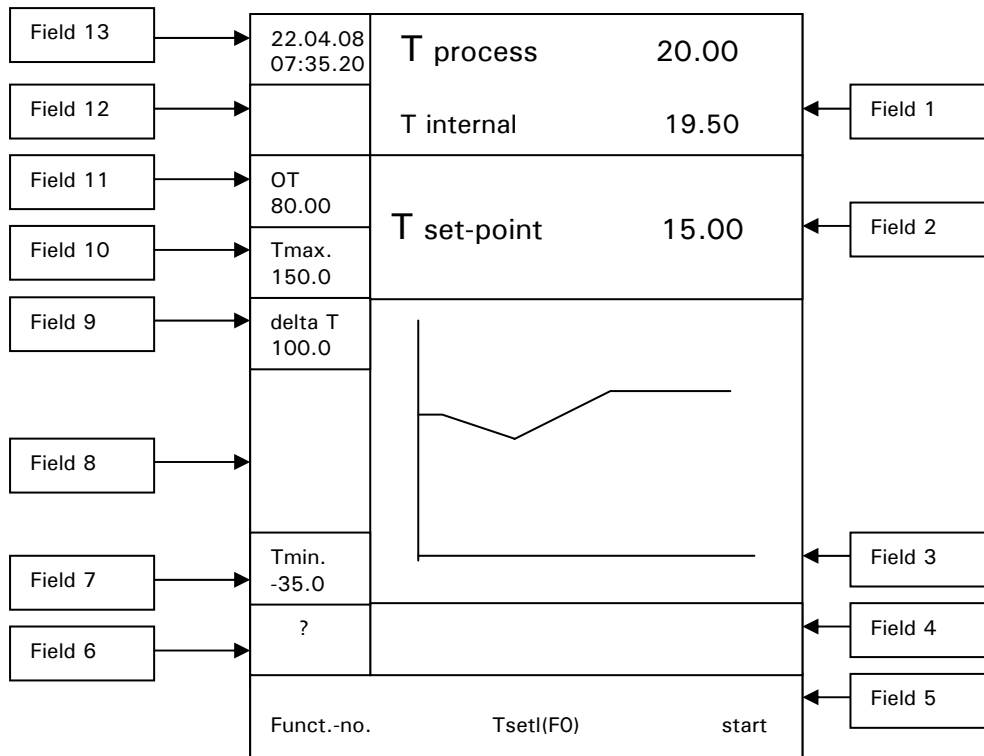 Field 13
Field 12
Field 11
Field 10
Field 9
Field 8
Field 7
Field 6
22.04.08
07:35.20
OT
80.00
Tmax.
150.0
delta T
100.0
Tmin.
-35.0
?
T process 20.00
T internal 19.50
T set-point 15.00
Funct.-no. Tsetl(F0) start
Field 1
Field 2
Field 3
Field 4
Field 5